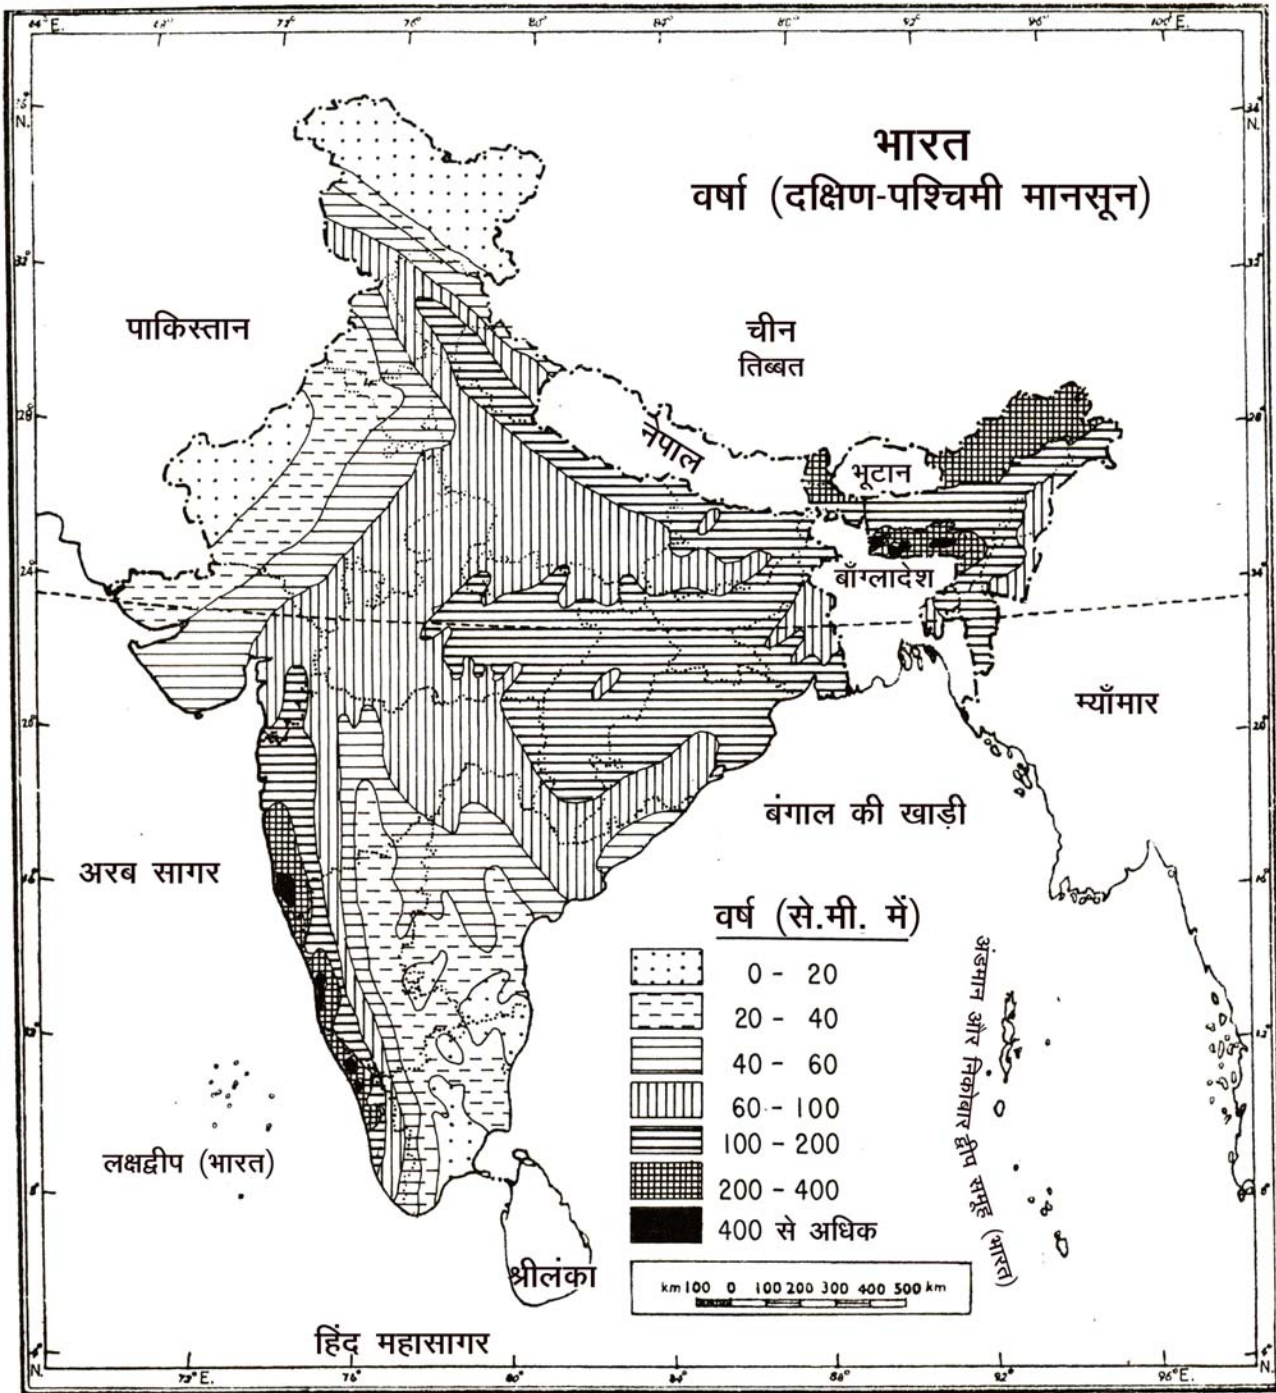 भारत
वर्षा (दक्षिण-पश्चिमी मानसून)
पाकिस्तान
चीन
तिब्बत
नेपाल
भूटान
बाँग्लादेश
म्याँमार
बंगाल की खाड़ी
अरब सागर
लक्षद्वीप (भारत)
अंडमान और निकोबार द्वीप समूह (भारत)
श्रीलंका
हिंद महासागर
वर्ष (से.मी. में)
0 - 20
20 - 40
40 - 60
60 - 100
100 - 200
200 - 400
400 से अधिक
km 100 0 100 200 300 400 500 km